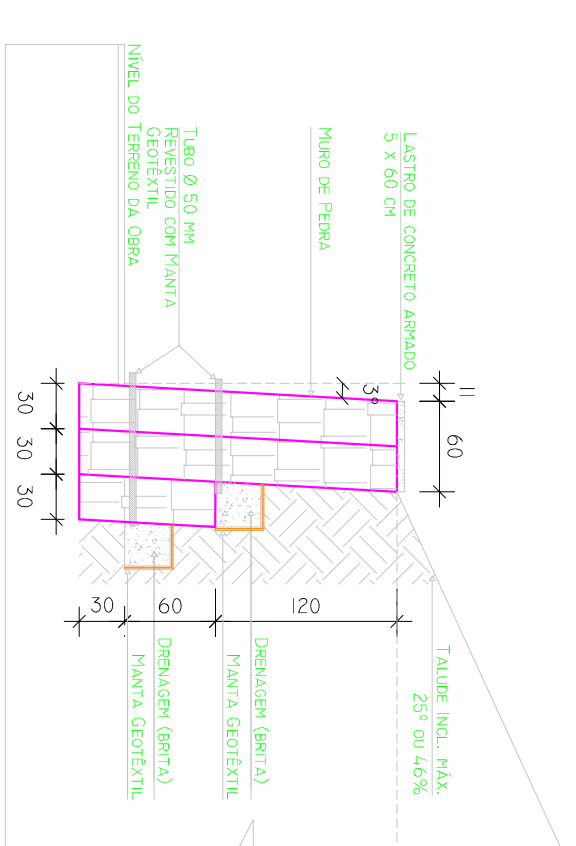 LASTRO DE CONCRETO ARMADO
5 X 60 CM
MURO DE PEDRA
TUBO Ø 50 MM
REVESTIDO COM MANTA
GEOTÊXTIL
NÍVEL DO TERRENO DA OBRA
11
60
3º
30
30
30
120
60
30
TALUDE INCL. MÁX.
25º OU 46%
DRENAGEM (BRITA)
MANTA GEOTÊXTIL
DRENAGEM (BRITA)
MANTA GEOTÊXTIL